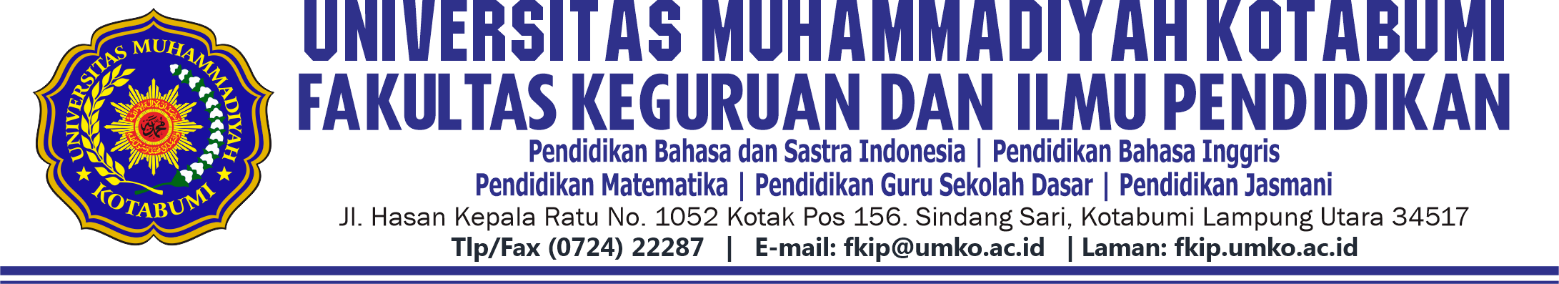 UNIVERSITAS MUHAMMADIYAH KOTABUMI
FAKULTAS KEGURUAN DAN ILMU PENDIDIKAN
Pendidikan Bahasa dan Sastra Indonesia | Pendidikan Bahasa Inggris
Pendidikan Matematika | Pendidikan Guru Sekolah Dasar | Pendidikan Jasmani
Jl. Hasan Kepala Ratu No. 1052 Kotak Pos 156. Sindang Sari, Kotabumi Lampung Utara 34517
Tlp/Fax (0724) 22287 | E-mail: fkip@umko.ac.id | Laman: fkip.umko.ac.id
UNIVERSITAS MUHAMMADIYAH
KOTABUMI